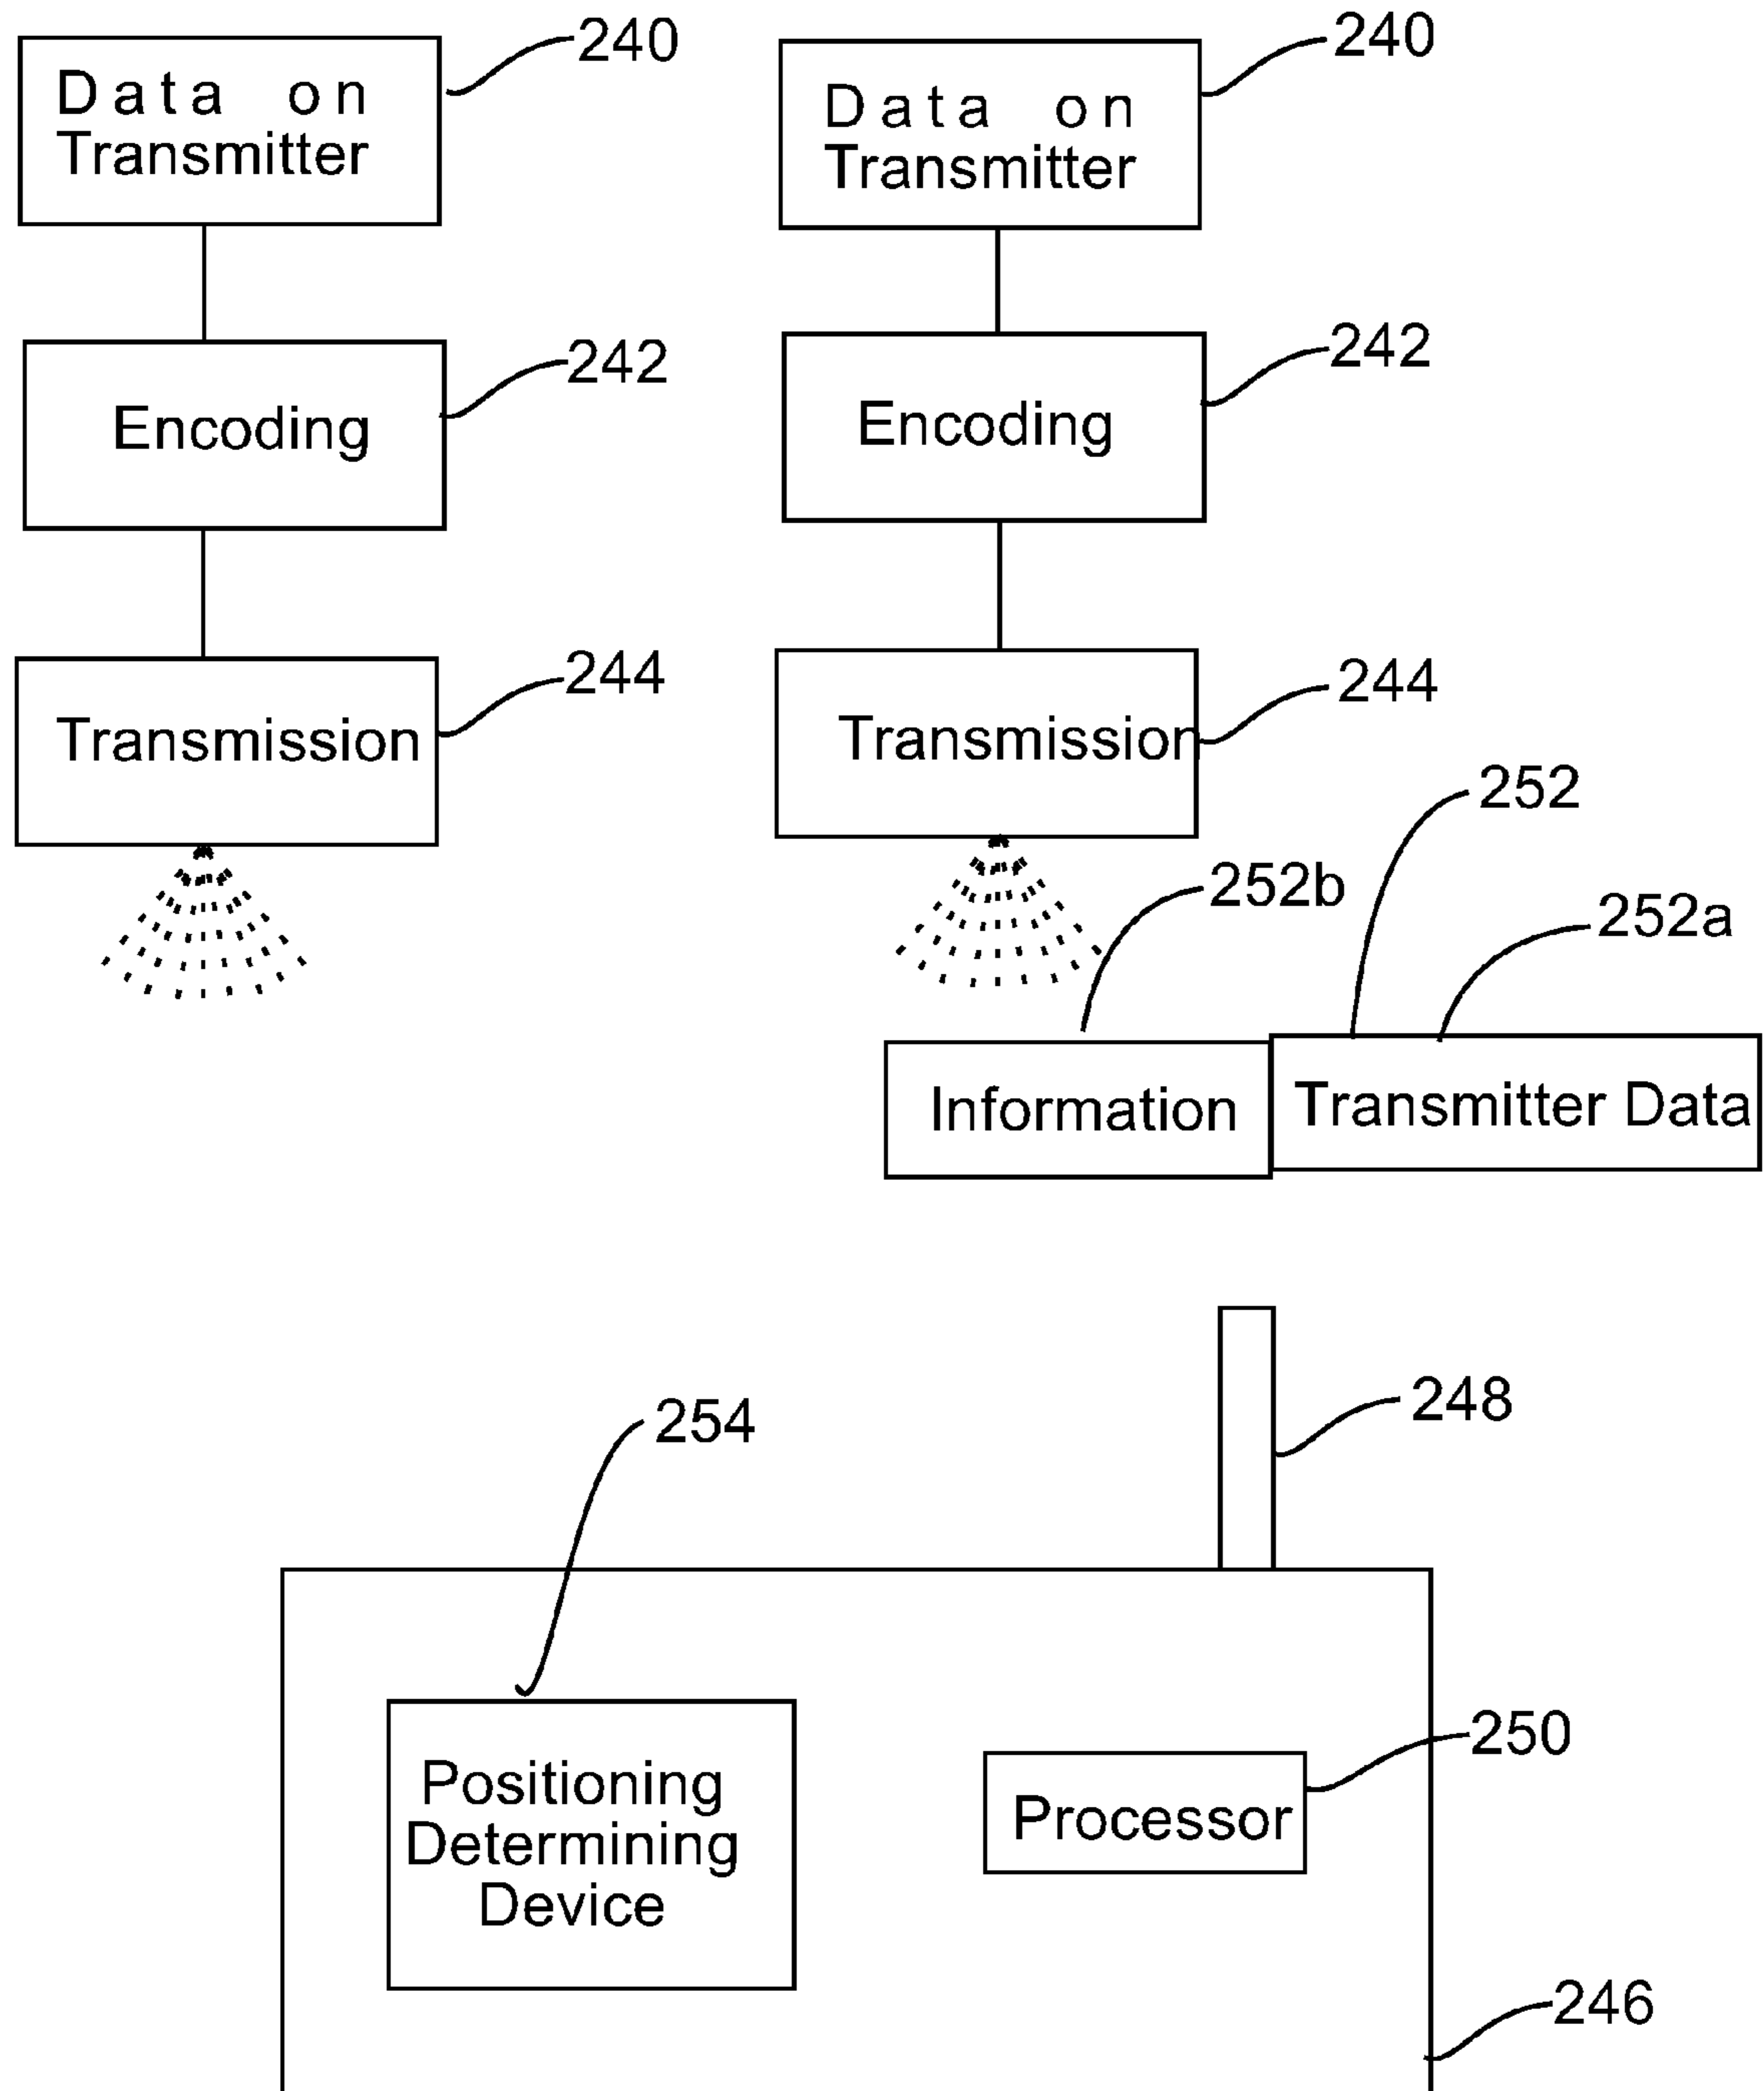 240
Data on
Transmitter
240
Data on
Transmitter
242
Encoding
242
Encoding
244
Transmission
244
Transmission
252
252b
252a
Information
Transmitter Data
248
254
250
Positioning
Determining
Device
Processor
246